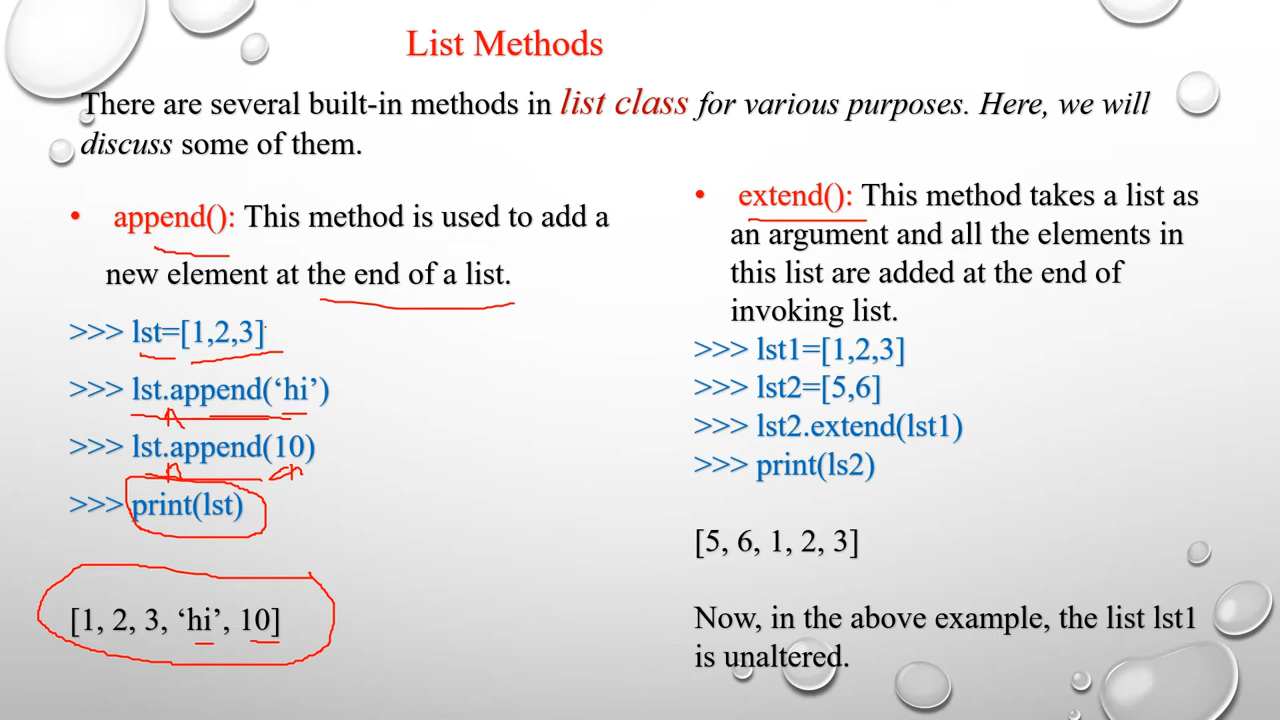 List Methods
There are several built-in methods in list class for various purposes. Here, we will
discuss some of them.
• append(): This method is used to add a
new element at the end of a list.
>>> lst=[1,2,3]
>>> lst.append(‘hi’)
>>> lst.append(10)
>>> print(lst)
[1, 2, 3, ‘hi’, 10]
• extend(): This method takes a list as
an argument and all the elements in
this list are added at the end of
invoking list.
>>> lst1=[1,2,3]
>>> lst2=[5,6]
>>> lst2.extend(lst1)
>>> print(ls2)
[5, 6, 1, 2, 3]
Now, in the above example, the list lst1
is unaltered.